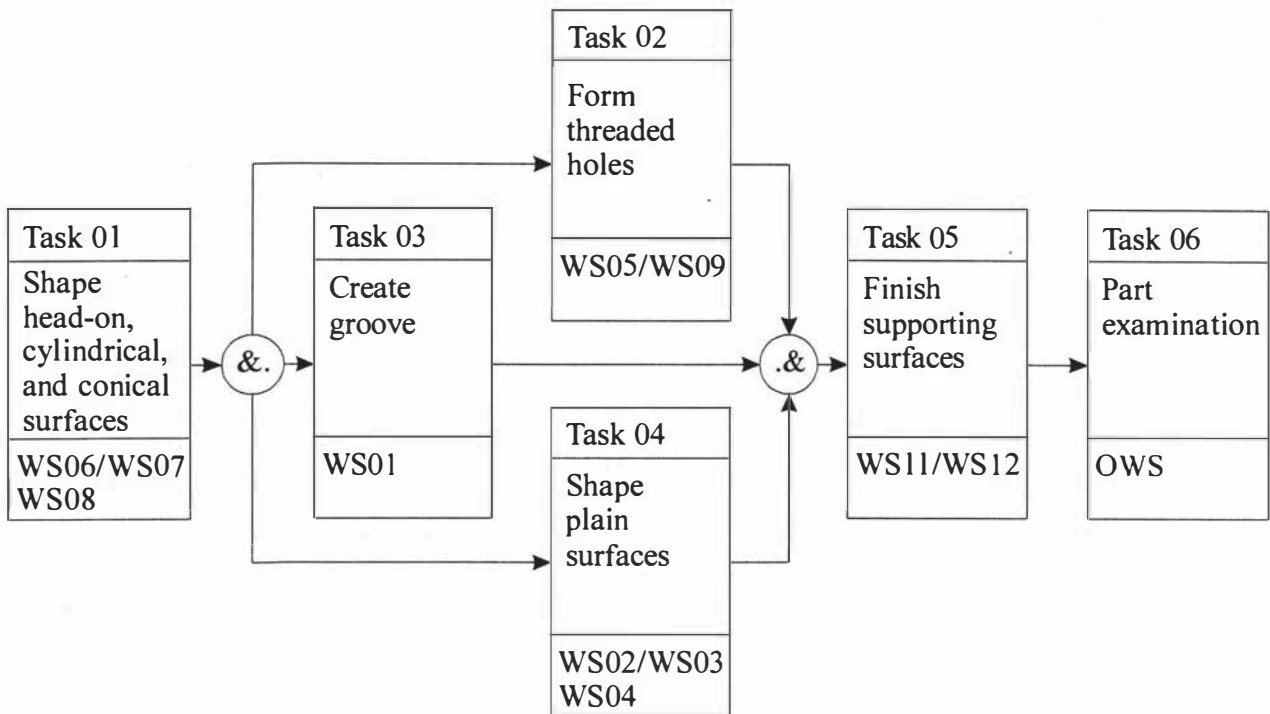 Task 02
Form
threaded
holes
WS05/WS09
Task 01
Shape
head-on,
cylindrical,
and conical
surfaces
WS06/WS07
WS08
&.
Task 03
Create
groove
WS01
Task 04
Shape
plain
surfaces
WS02/WS03
WS04
.&
Task 05
Finish
supporting
surfaces
WS11/WS12
Task 06
Part
examination
OWS